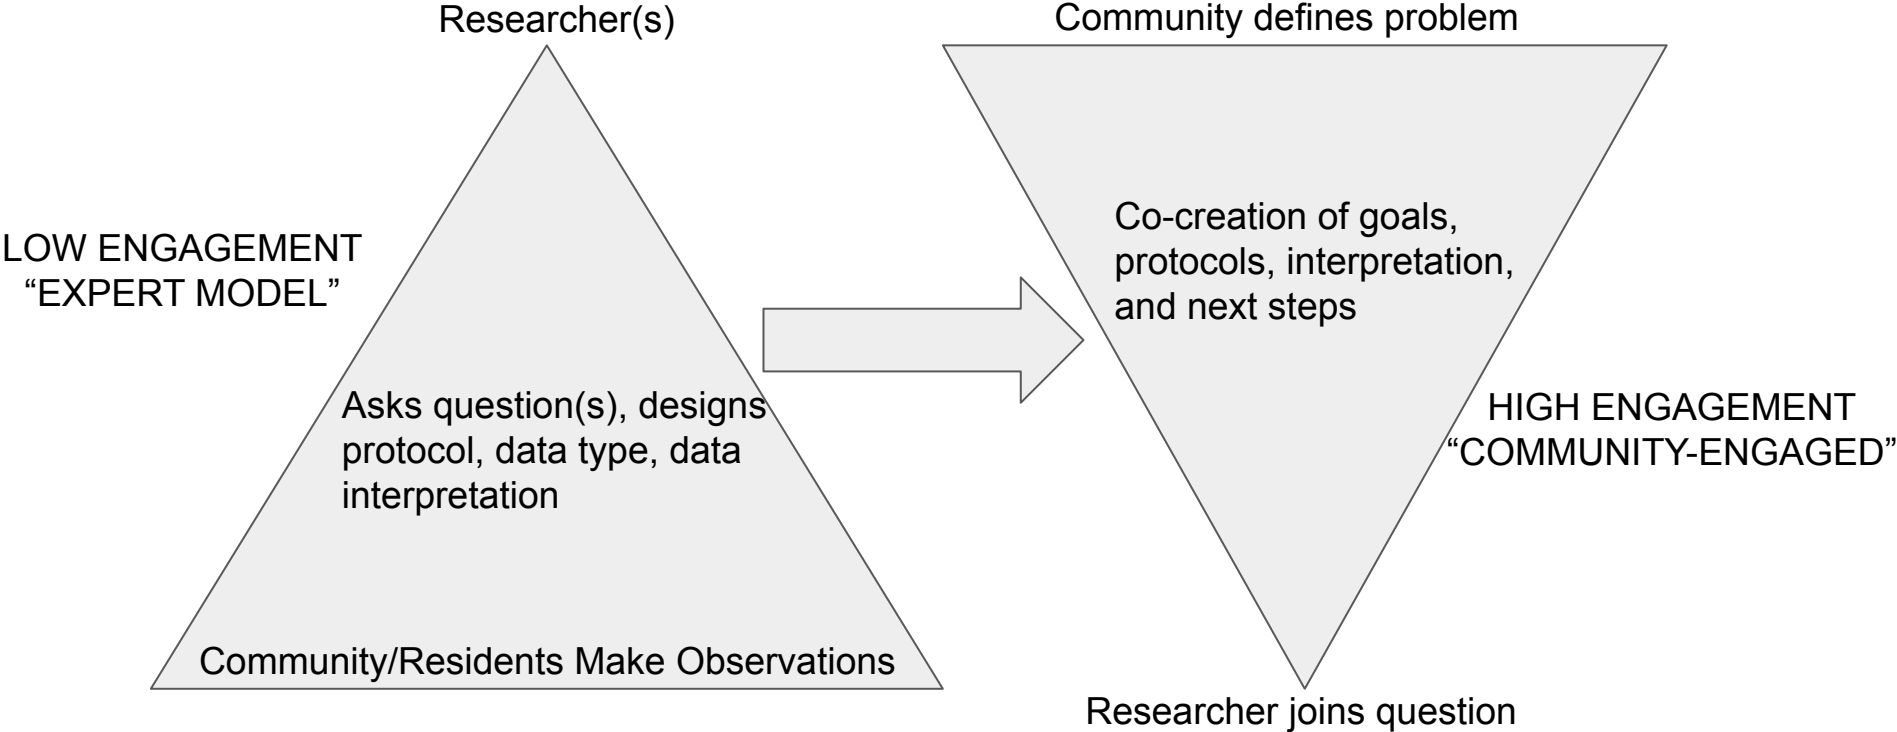 Researcher(s)
LOW ENGAGEMENT
“EXPERT MODEL”
Asks question(s), designs
protocol, data type, data
interpretation
Community/Residents Make Observations
Community defines problem
Co-creation of goals,
protocols, interpretation,
and next steps
HIGH ENGAGEMENT
“COMMUNITY-ENGAGED”
Researcher joins question